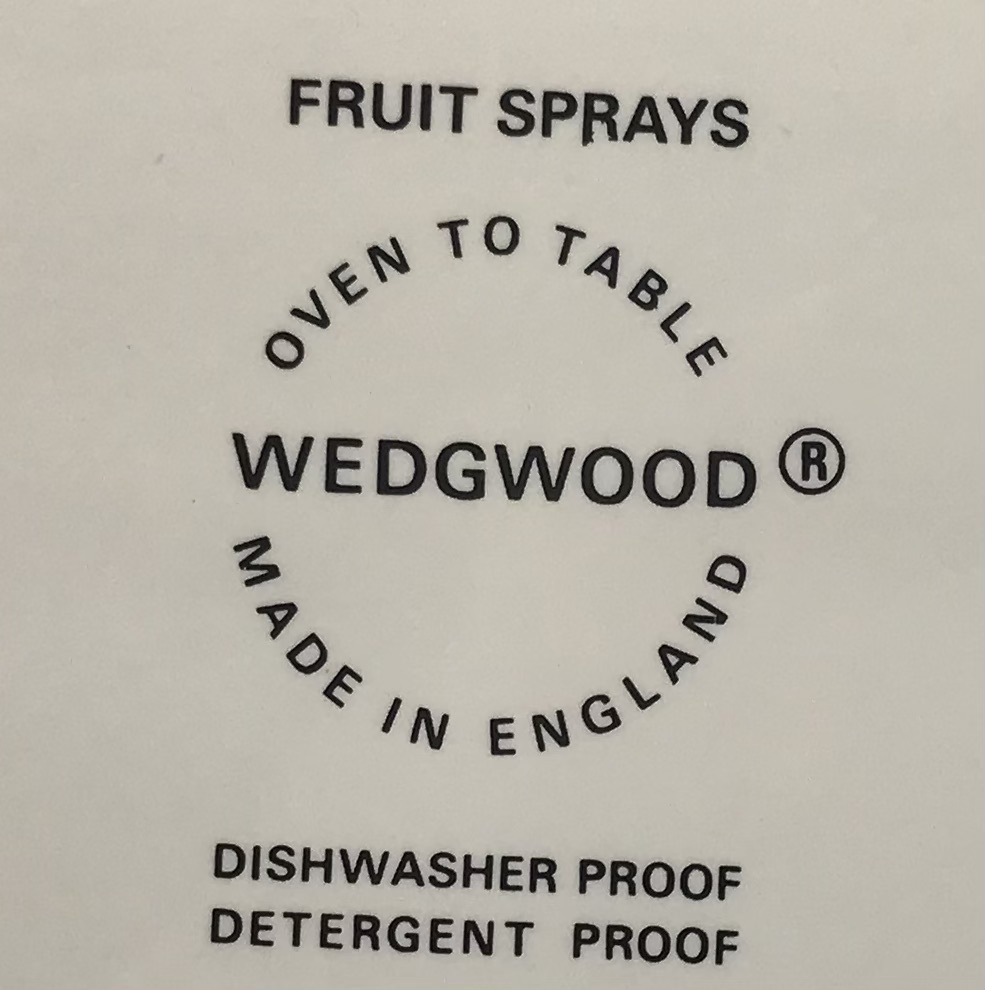 FRUIT SPRAYS
OVEN TO TABLE
WEDGWOOD ®
MADE IN ENGLAND
DISHWASHER PROOF
DETERGENT PROOF